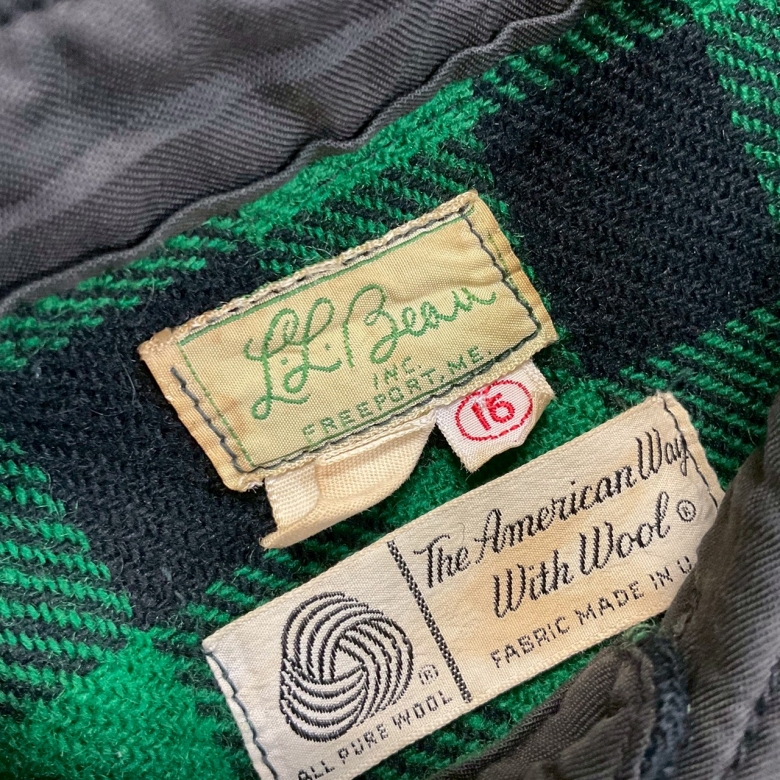 L.L. Bean
INC.
FREEPORT, ME.
16
The American Way
With Wool ®
FABRIC MADE IN U
®
ALL PURE WOOL